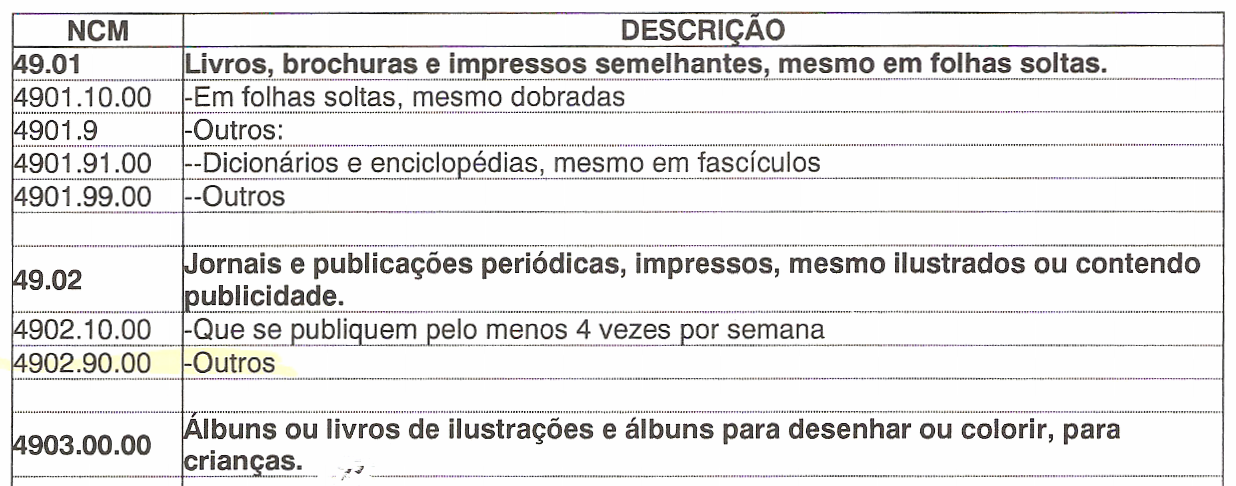 NCM DESCRIÇÃO
49.01 Livros, brochuras e impressos semelhantes, mesmo em folhas soltas.
4901.10.00 -Em folhas soltas, mesmo dobradas
4901.9 -Outros:
4901.91.00 --Dicionários e enciclopédias, mesmo em fascículos
4901.99.00 --Outros
49.02 Jornais e publicações periódicas, impressos, mesmo ilustrados ou contendo
publicidade.
4902.10.00 -Que se publiquem pelo menos 4 vezes por semana
4902.90.00 -Outros
4903.00.00 Álbuns ou livros de ilustrações e álbuns para desenhar ou colorir, para
crianças.